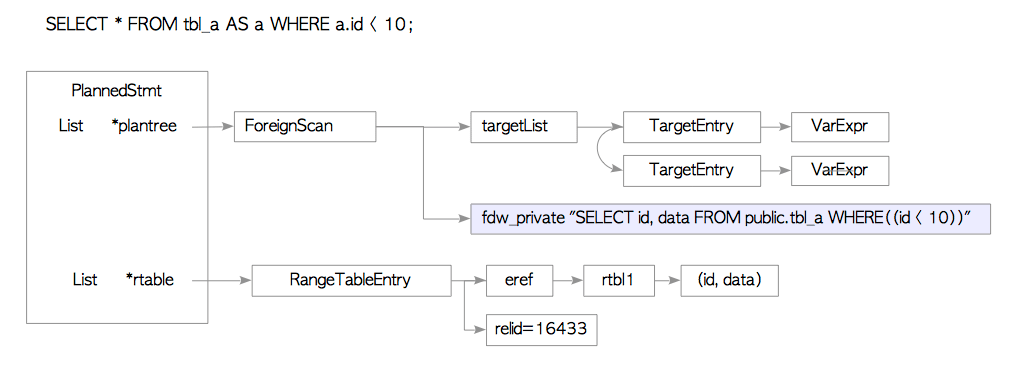 SELECT * FROM tbl_a AS a WHERE a.id < 10;
PlannedStmt
List *plantree
ForeignScan
targetList
TargetEntry
VarExpr
TargetEntry
VarExpr
fdw_private "SELECT id, data FROM public.tbl_a WHERE((id < 10))"
List *rtable
RangeTableEntry
eref
rtbl1
(id, data)
relid=16433